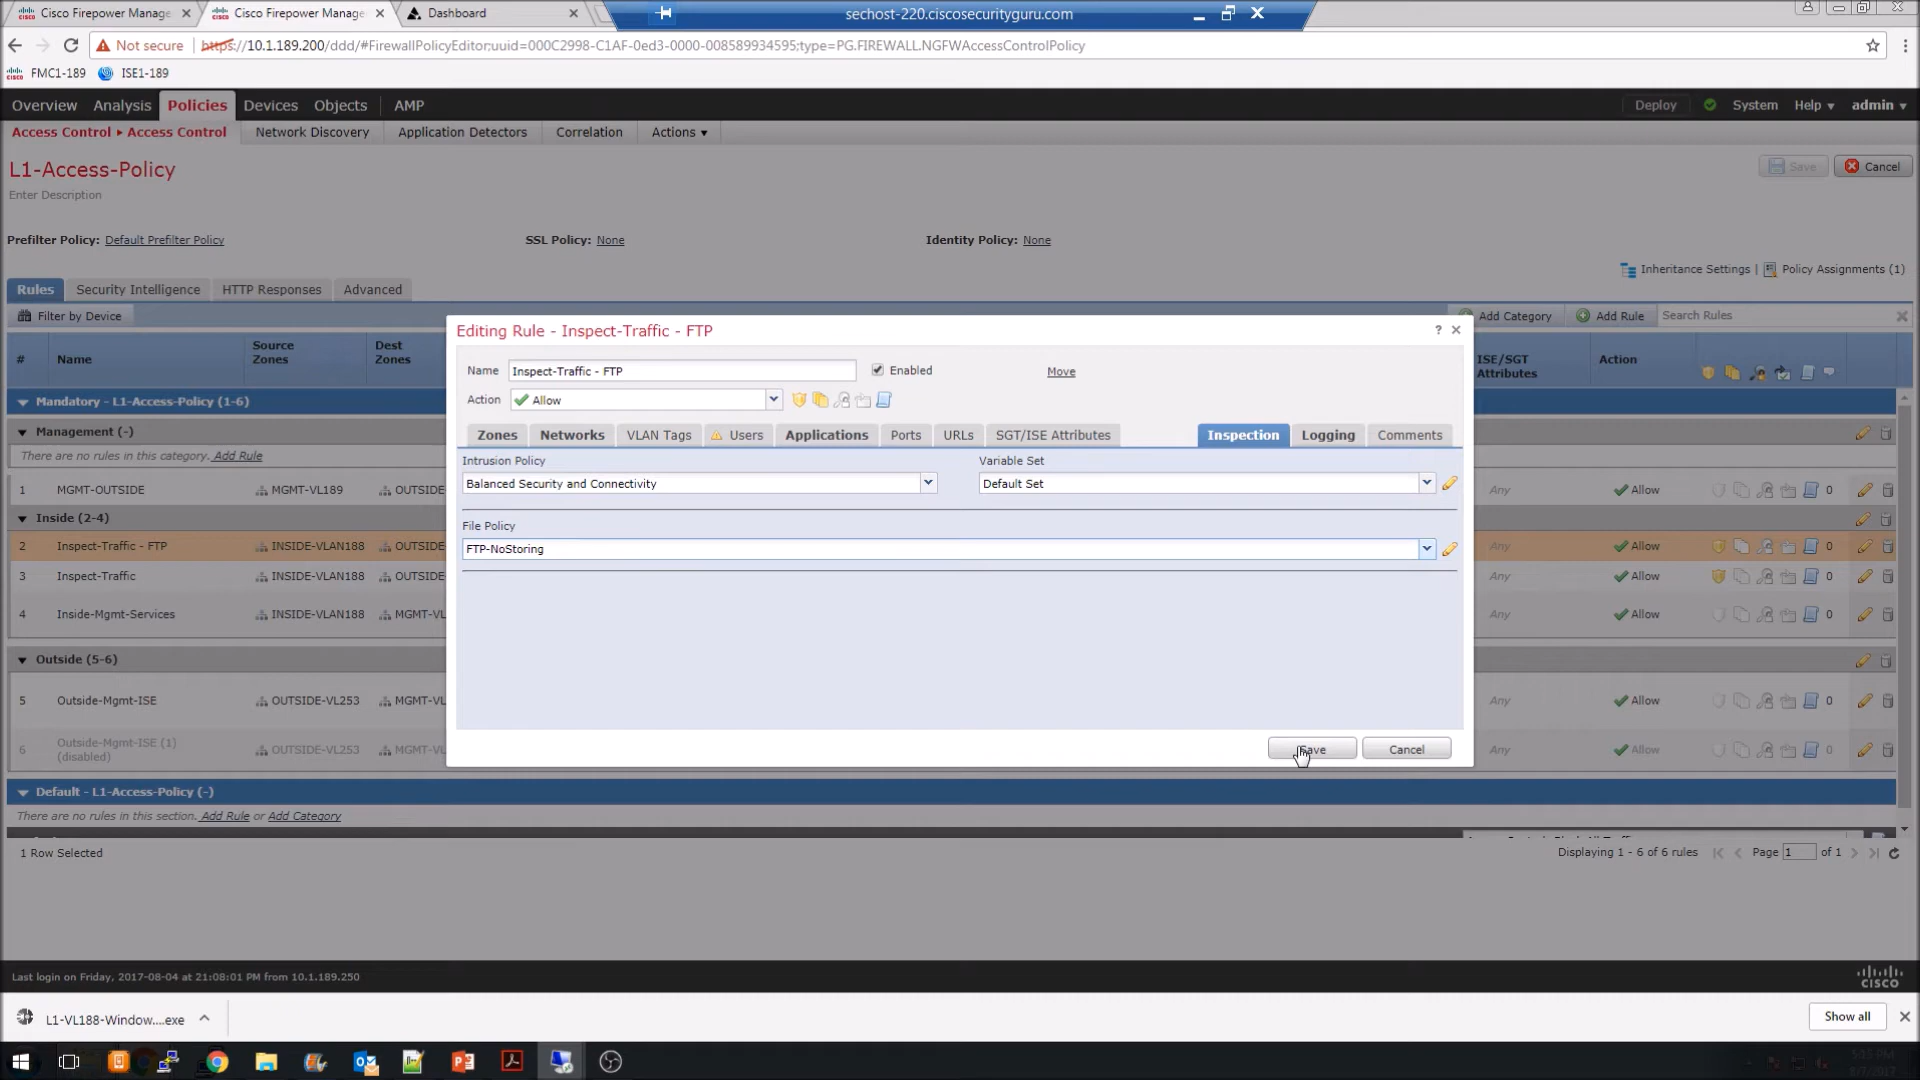 Cisco Firepower Manage
Cisco Firepower Manage
Dashboard
sechost-220.ciscosecurityguru.com
Not secure
https://10.1.189.200/ddd/#FirewallPolicyEditor;uuid=000C2998-C1AF-0ed3-0000-008589934595;type=PG.FIREWALL.NGFWAccessControlPolicy
FMC1-189
ISE1-189
Overview
Analysis
Policies
Devices
Objects
AMP
Deploy
System
Help
admin
Access Control
Access Control
Network Discovery
Application Detectors
Correlation
Actions
L1-Access-Policy
Save
Cancel
Enter Description
Prefilter Policy: Default Prefilter Policy
SSL Policy: None
Identity Policy: None
Inheritance Settings
Policy Assignments (1)
Rules
Security Intelligence
HTTP Responses
Advanced
Filter by Device
Add Category
Add Rule
Search Rules
#
Name
Source Zones
Dest Zones
ISE/SGT Attributes
Action
Editing Rule - Inspect-Traffic - FTP
?
Name
Inspect-Traffic - FTP
Enabled
Move
Action
Allow
Zones
Networks
VLAN Tags
Users
Applications
Ports
URLs
SGT/ISE Attributes
Inspection
Logging
Comments
Intrusion Policy
Balanced Security and Connectivity
Variable Set
Default Set
File Policy
FTP-NoStoring
Save
Cancel
Mandatory - L1-Access-Policy (1-6)
Management (-)
There are no rules in this category. Add Rule
1 MGMT-OUTSIDE MGMT-VL189 OUTSIDE Any Allow 0
Inside (2-4)
2 Inspect-Traffic - FTP INSIDE-VLAN188 OUTSIDE Any Allow 0
3 Inspect-Traffic INSIDE-VLAN188 OUTSIDE Any Allow 0
4 Inside-Mgmt-Services INSIDE-VLAN188 MGMT-VL Any Allow 0
Outside (5-6)
5 Outside-Mgmt-ISE OUTSIDE-VL253 MGMT-VL Any Allow 0
6 Outside-Mgmt-ISE (1) (disabled) OUTSIDE-VL253 MGMT-VL Any Allow 0
Default - L1-Access-Policy (-)
There are no rules in this section. Add Rule or Add Category
1 Row Selected
Displaying 1 - 6 of 6 rules
Page 1 of 1
Last login on Friday, 2017-08-04 at 21:08:01 PM from 10.1.189.250
CISCO
L1-VL188-Window....exe
Show all